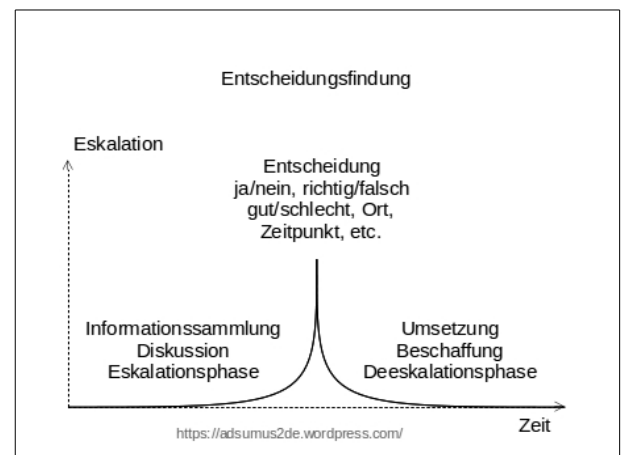 Entscheidungsfindung
Eskalation
Entscheidung
ja/nein, richtig/falsch
gut/schlecht, Ort,
Zeitpunkt, etc.
Informationssammlung
Diskussion
Eskalationsphase
Umsetzung
Beschaffung
Deeskalationsphase
Zeit
https://adsumus2de.wordpress.com/